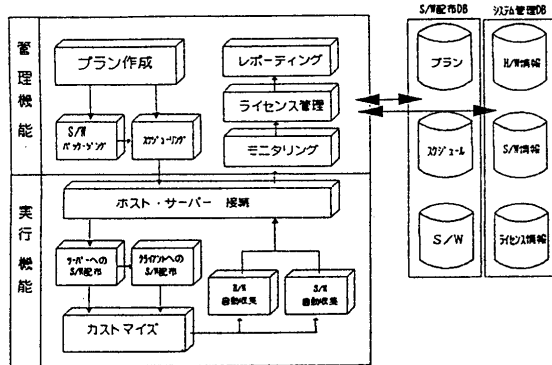 S/W配布DB
システム管理DB
管理機能
プラン作成
レポーティング
ライセンス管理
モニタリング
S/W
パッケージング
スケジューリング
プラン
スケジュール
S/W
H/W情報
S/W情報
ライセンス情報
実行機能
ホスト・サーバー 接続
サーバーへの
S/W配布
クライアントへの
S/W配布
カストマイズ
H/W
自動収集
S/W
自動収集